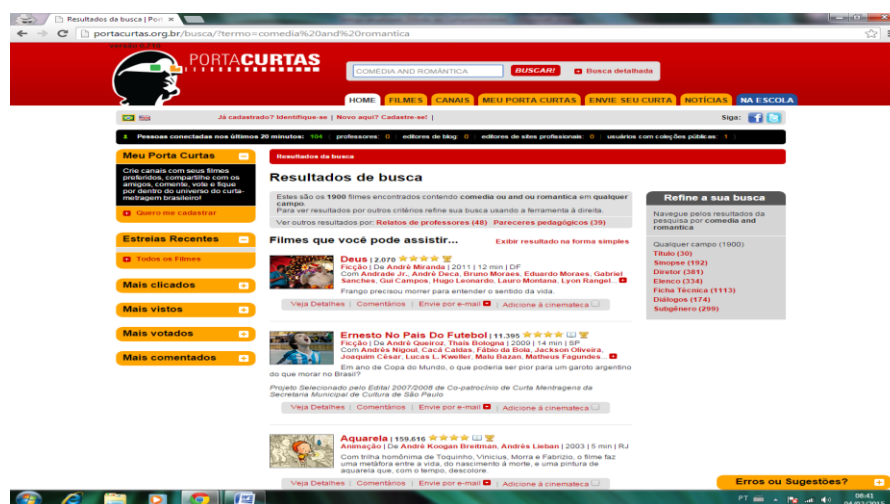 Resultados da busca | Port
portacurtas.org.br/busca/?termo=comedia%20and%20romantica
PORTACURTAS
COMÉDIA AND ROMÂNTICA
BUSCAR!
Busca detalhada
HOME FILMES CANAIS MEU PORTA CURTAS ENVIE SEU CURTA NOTÍCIAS NA ESCOLA
Já cadastrado? Identifique-se | Novo aqui? Cadastre-se! |
Siga:
Pessoas conectadas nos últimos 20 minutos: 104 | professores: 0 | editores de blog: 0 | editores de sites profissionais: 0 | usuários com coleções públicas: 1
Meu Porta Curtas
Crie canais com seus filmes
preferidos, compartilhe com os
amigos, comente, vote e fique
por dentro do universo do curta-
metragem brasileiro!
Quero me cadastrar
Estreias Recentes
Todos os Filmes
Mais clicados
Mais vistos
Mais votados
Mais comentados
Resultados da busca
Resultados de busca
Estes são os 1900 filmes encontrados contendo comedia ou and ou romantica em qualquer
campo.
Para ver resultados por outros critérios refine sua busca usando a ferramenta à direita.
Ver outros resultados por: Relatos de professores (48) Pareceres pedagógicos (39)
Filmes que você pode assistir...
Exibir resultado na forma simples
Deus | 2.070
Ficção | De André Miranda | 2011 | 12 min | DF
Com Andrade Jr., André Deca, Bruno Moraes, Eduardo Moraes, Gabriel
Sanches, Gui Campos, Hugo Leonardo, Lauro Montana, Lyon Rangel..
Frango precisou morrer para entender o sentido da vida.
Veja Detalhes | Comentários | Envie por e-mail | Adicione à cinemateca
Ernesto No País Do Futebol | 11.395
Ficção | De André Queiroz, Thaís Bologna | 2009 | 14 min | SP
Com Andrés Nigoul, Cacá Caldas, Fábio da Bola, Jackson Oliveira,
Joaquim César, Lucas L. Kweller, Malu Bazan, Matheus Fagundes..
Em ano de Copa do Mundo, o que poderia ser pior para um garoto argentino
do que morar no Brasil?
Projeto Selecionado pelo Edital 2007/2008 de Co-patrocínio de Curta Mentragens da
Secretaria Municipal de Cultura de São Paulo
Veja Detalhes | Comentários | Envie por e-mail | Adicione à cinemateca
Aquarela | 159.616
Animação | De André Koogan Breitman, Andrés Lieban | 2003 | 5 min | RJ
Com trilha homônima de Toquinho, Vinicius, Morra e Fabrizio, o filme faz
uma metáfora entre a vida, do nascimento à morte, e uma pintura de
aquarela que, com o tempo, descolore.
Veja Detalhes | Comentários | Envie por e-mail | Adicione à cinemateca
Refine a sua busca
Navegue pelos resultados da
pesquisa por comedia and
romantica
Qualquer campo (1900)
Título (30)
Sinopse (192)
Diretor (381)
Elenco (334)
Ficha Técnica (1113)
Diálogos (174)
Subgênero (299)
Erros ou Sugestões?
PT
08:41